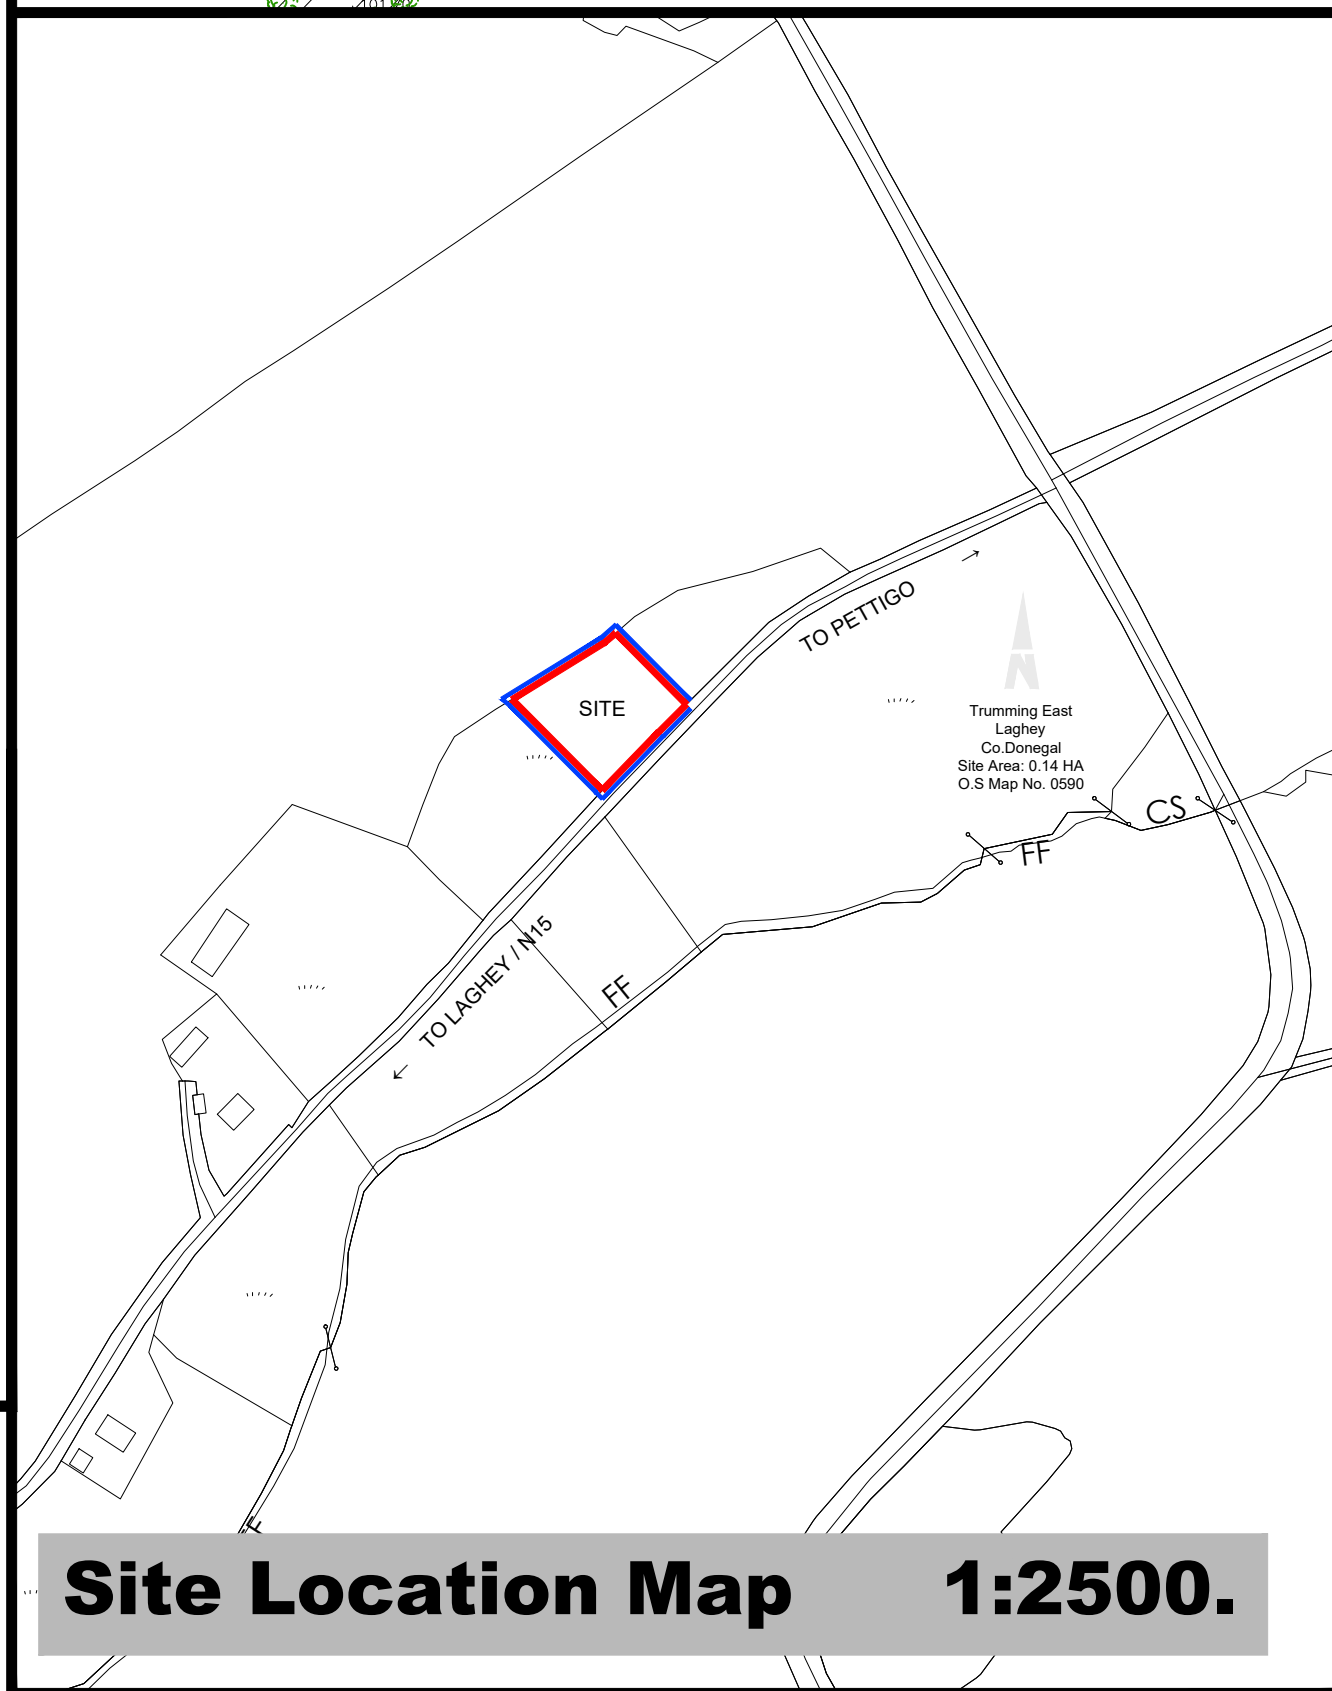 SITE
TO PETTIGO
N
Trumming East
Laghey
Co.Donegal
Site Area: 0.14 HA
O.S Map No. 0590
CS
FF
TO LAGHEY / N15
FF
Site Location Map 1:2500.